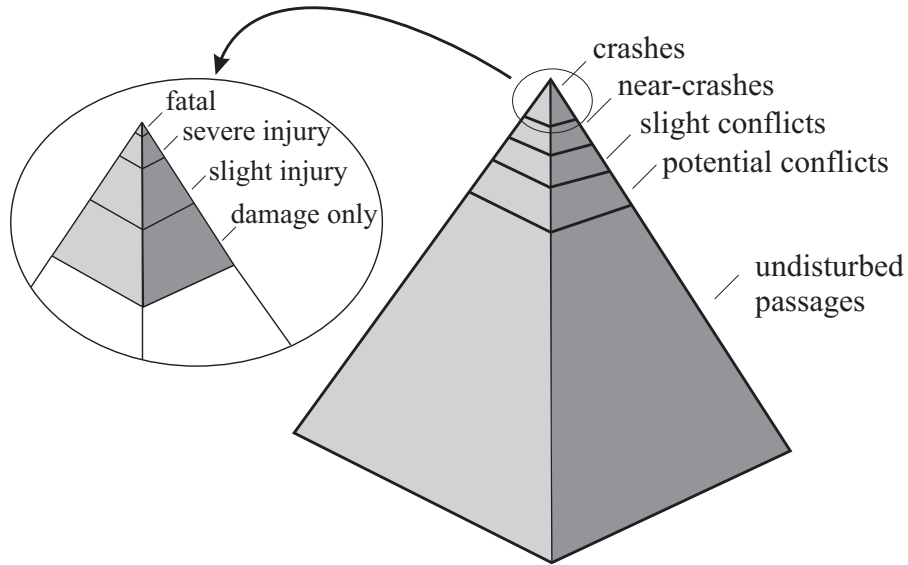 crashes
near-crashes
slight conflicts
potential conflicts
undisturbed
passages
fatal
severe injury
slight injury
damage only